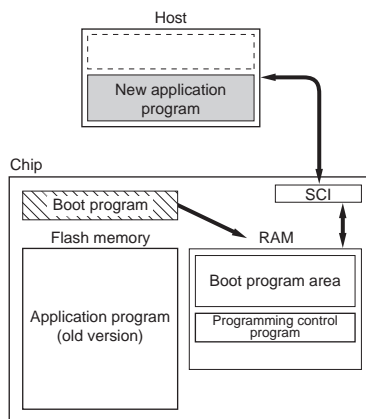 Host
New application
program
Chip
SCI
Boot program
Flash memory
RAM
Application program
(old version)
Boot program area
Programming control
program